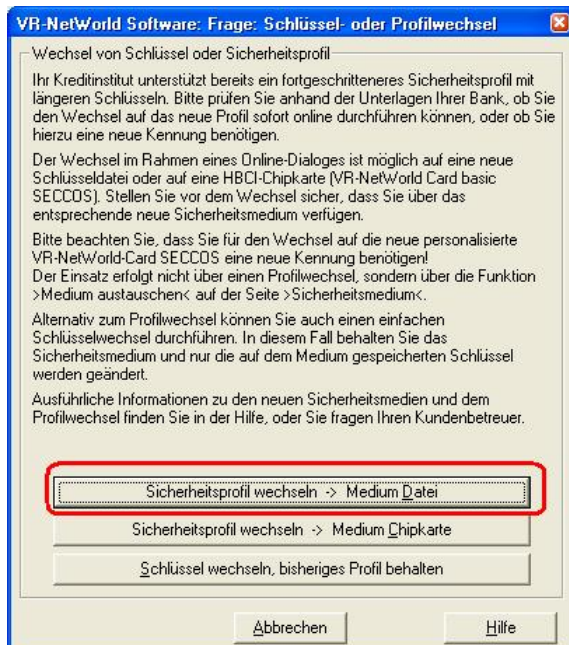 VR-NetWorld Software: Frage: Schlüssel- oder Profilwechsel
Wechsel von Schlüssel oder Sicherheitsprofil
Ihr Kreditinstitut unterstützt bereits ein fortgeschritteneres Sicherheitsprofil mit
längeren Schlüsseln. Bitte prüfen Sie anhand der Unterlagen Ihrer Bank, ob Sie
den Wechsel auf das neue Profil sofort online durchführen können, oder ob Sie
hierzu eine neue Kennung benötigen.
Der Wechsel im Rahmen eines Online-Dialoges ist möglich auf eine neue
Schlüsseldatei oder auf eine HBCI-Chipkarte (VR-NetWorld Card basic
SECCOS). Stellen Sie vor dem Wechsel sicher, dass Sie über das
entsprechende neue Sicherheitsmedium verfügen.
Bitte beachten Sie, dass Sie für den Wechsel auf die neue personalisierte
VR-NetWorld-Card SECCOS eine neue Kennung benötigen!
Der Einsatz erfolgt nicht über einen Profilwechsel, sondern über die Funktion
>Medium austauschen< auf der Seite >Sicherheitsmedium<.
Alternativ zum Profilwechsel können Sie auch einen einfachen
Schlüsselwechsel durchführen. In diesem Fall behalten Sie das
Sicherheitsmedium und nur die auf dem Medium gespeicherten Schlüssel
werden geändert.
Ausführliche Informationen zu den neuen Sicherheitsmedien und dem
Profilwechsel finden Sie in der Hilfe, oder Sie fragen Ihren Kundenbetreuer.
Sicherheitsprofil wechseln -> Medium Datei
Sicherheitsprofil wechseln -> Medium Chipkarte
Schlüssel wechseln, bisheriges Profil behalten
Abbrechen
Hilfe